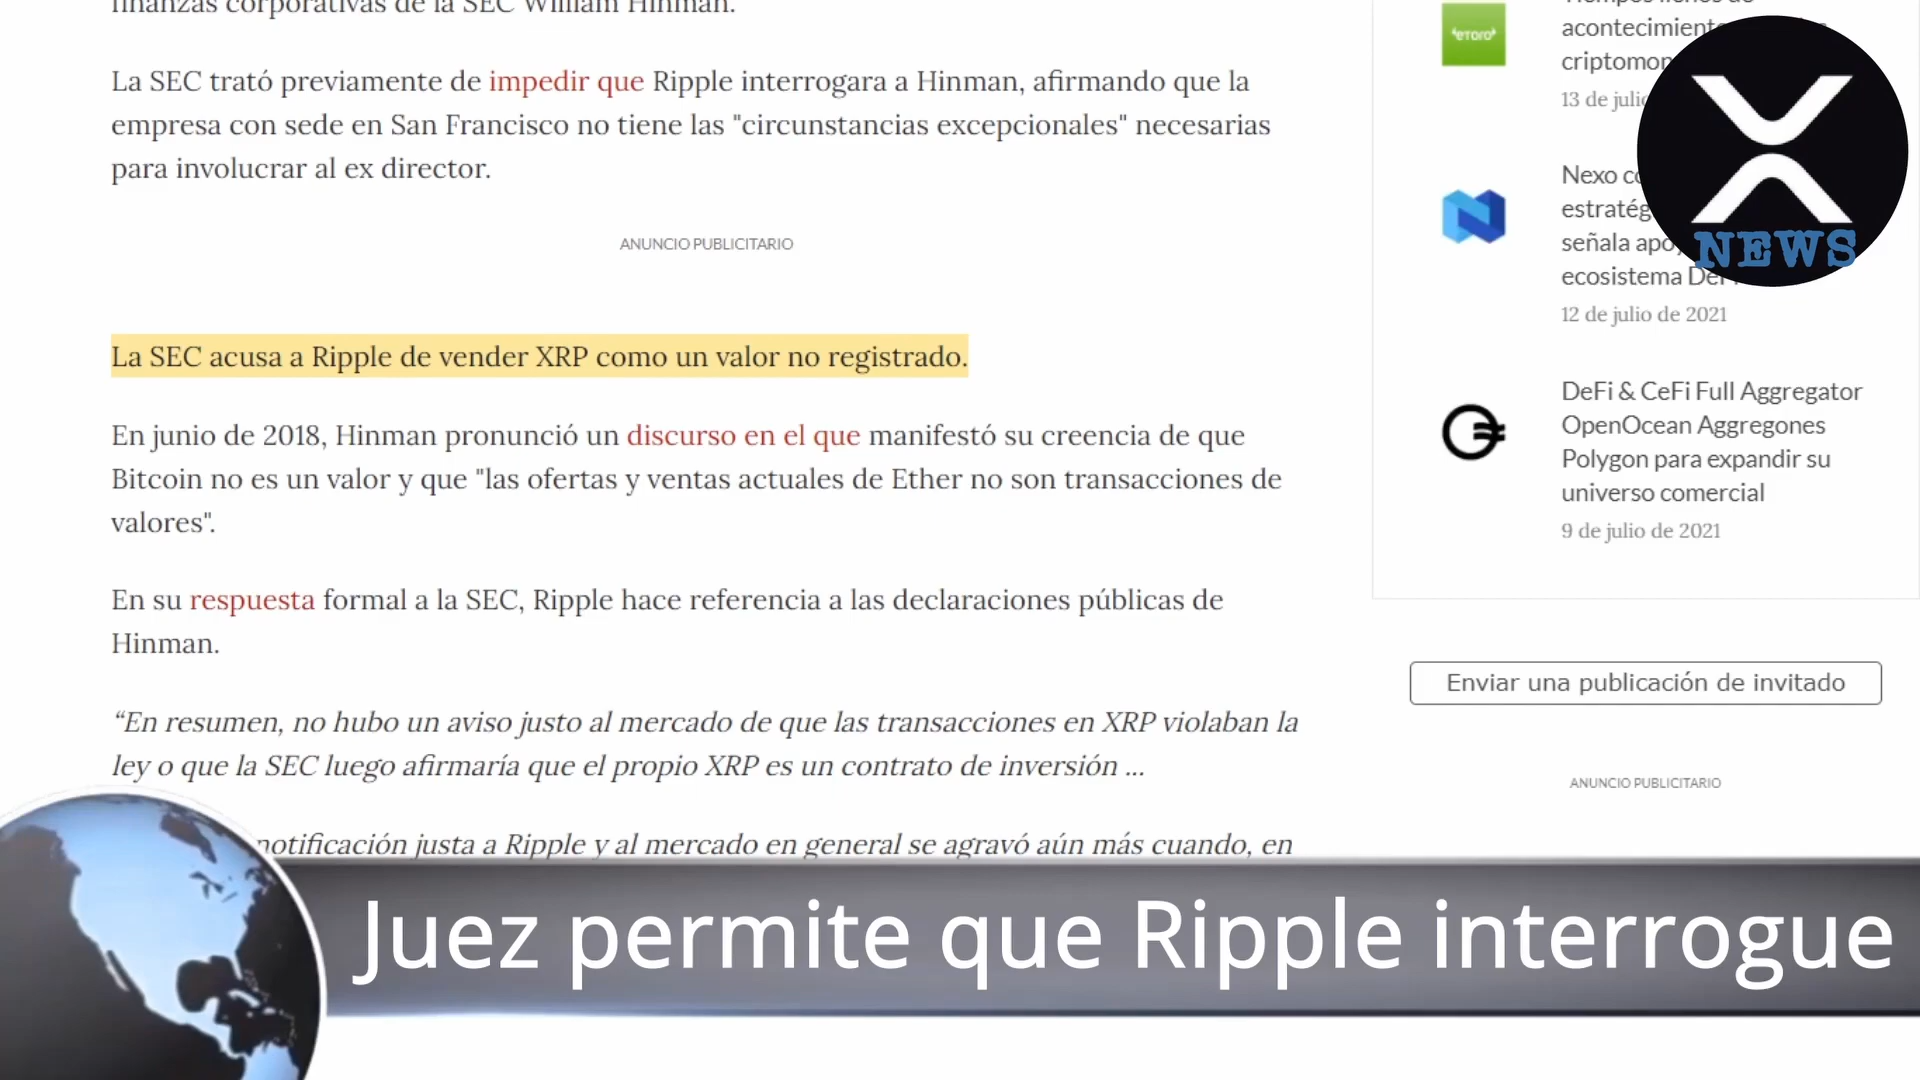 finanzas corporativas de la SEC William Hinman.
La SEC trató previamente de impedir que Ripple interrogara a Hinman, afirmando que la
empresa con sede en San Francisco no tiene las "circunstancias excepcionales" necesarias
para involucrar al ex director.
ANUNCIO PUBLICITARIO
La SEC acusa a Ripple de vender XRP como un valor no registrado.
En junio de 2018, Hinman pronunció un discurso en el que manifestó su creencia de que
Bitcoin no es un valor y que "las ofertas y ventas actuales de Ether no son transacciones de
valores".
En su respuesta formal a la SEC, Ripple hace referencia a las declaraciones públicas de
Hinman.
“En resumen, no hubo un aviso justo al mercado de que las transacciones en XRP violaban la
ley o que la SEC luego afirmaría que el propio XRP es un contrato de inversión ...
notificación justa a Ripple y al mercado en general se agravó aún más cuando, en
eToro
13 de
Nexo
12 de julio de 2021
DeFi & CeFi Full Aggregator
OpenOcean Aggregones
Polygon para expandir su
universo comercial
9 de julio de 2021
Enviar una publicación de invitado
ANUNCIO PUBLICITARIO
NEWS
Juez permite que Ripple interrogue